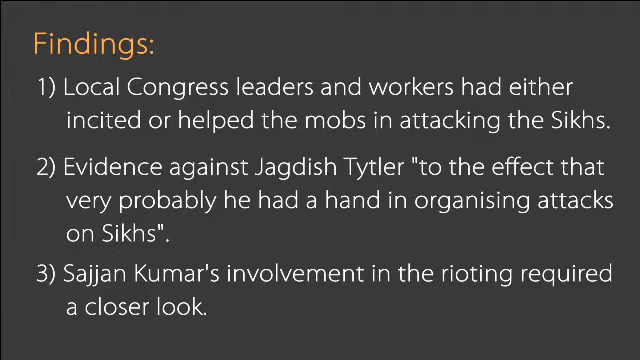 Findings:
1) Local Congress leaders and workers had either
incited or helped the mobs in attacking the Sikhs.
2) Evidence against Jagdish Tytler "to the effect that
very probably he had a hand in organising attacks
on Sikhs".
3) Sajjan Kumar's involvement in the rioting required
a closer look.